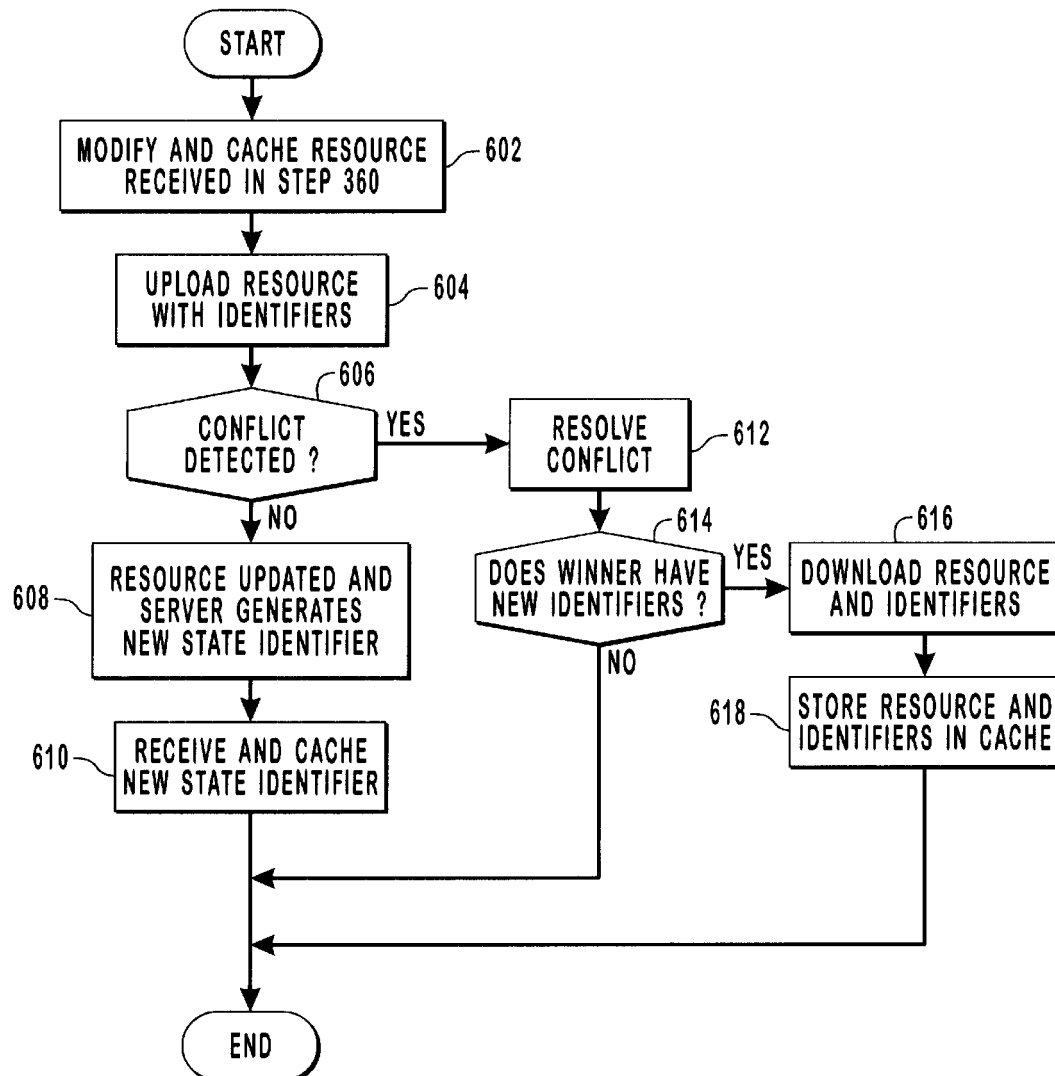 START
MODIFY AND CACHE RESOURCE
RECEIVED IN STEP 360
602
UPLOAD RESOURCE
WITH IDENTIFIERS
604
606
CONFLICT
DETECTED ?
YES
NO
RESOLVE
CONFLICT
612
614
DOES WINNER HAVE
NEW IDENTIFIERS ?
YES
NO
616
DOWNLOAD RESOURCE
AND IDENTIFIERS
608
RESOURCE UPDATED AND
SERVER GENERATES
NEW STATE IDENTIFIER
618
STORE RESOURCE AND
IDENTIFIERS IN CACHE
610
RECEIVE AND CACHE
NEW STATE IDENTIFIER
END